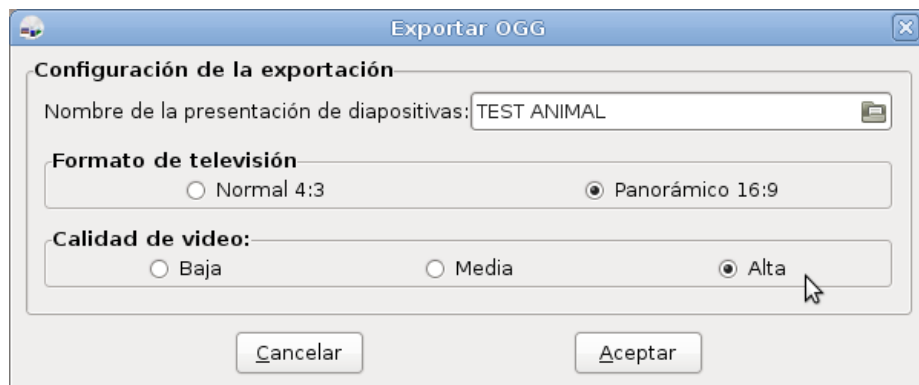 Exportar OGG
Configuración de la exportación
Nombre de la presentación de diapositivas: TEST ANIMAL
Formato de televisión
Normal 4:3 Panorámico 16:9
Calidad de video:
Baja Media Alta
Cancelar Aceptar